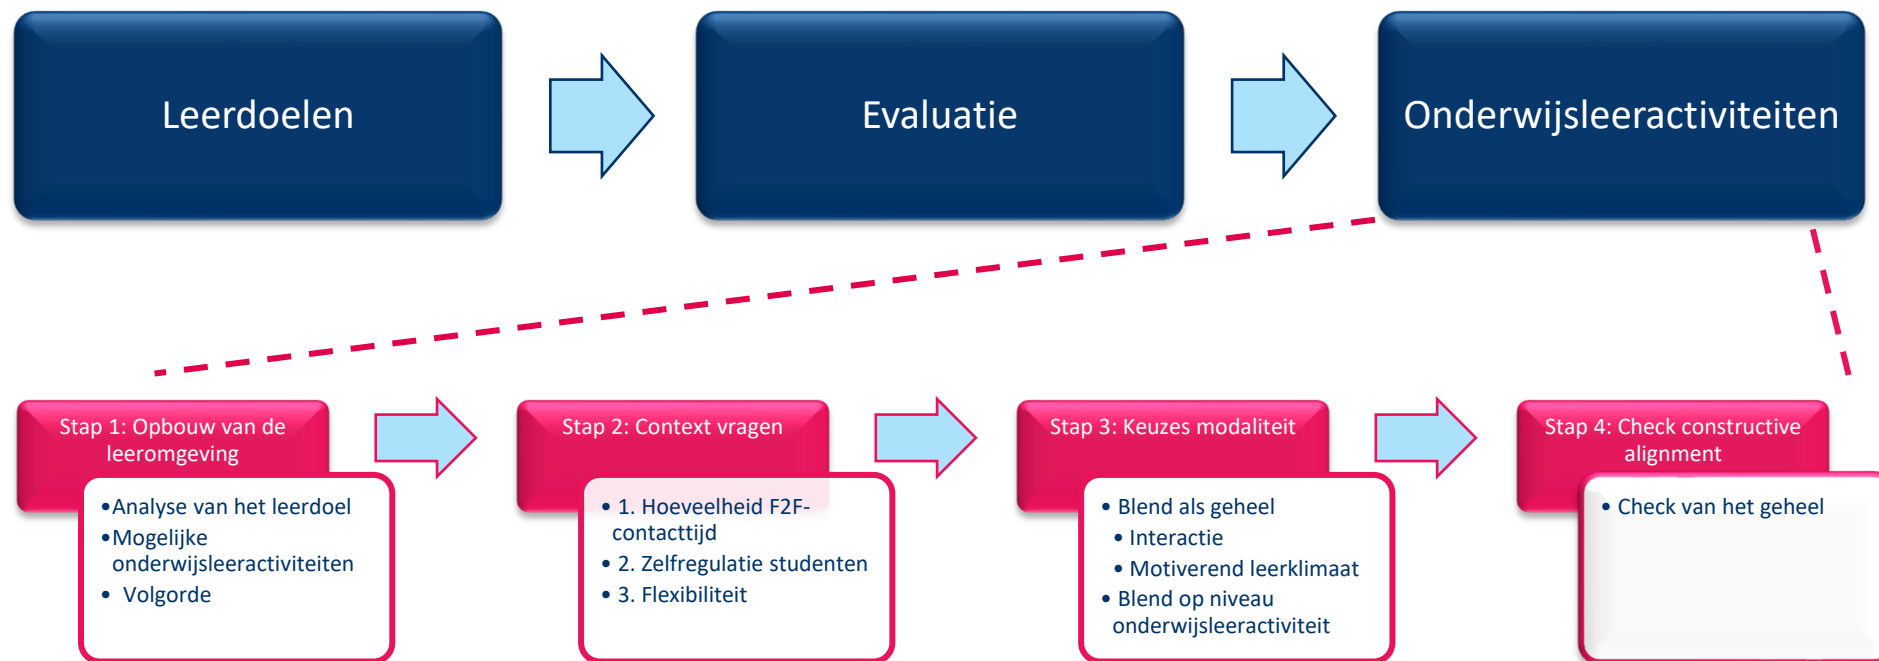 Leerdoelen
Evaluatie
Onderwijsleeractiviteiten
Stap 1: Opbouw van de
leeromgeving
•Analyse van het leerdoel
•Mogelijke
onderwijsleeractiviteiten
• Volgorde
Stap 2: Context vragen
• 1. Hoeveelheid F2F-
contacttijd
• 2. Zelfregulatie studenten
• 3. Flexibiliteit
Stap 3: Keuzes modaliteit
• Blend als geheel
• Interactie
• Motiverend leerklimaat
• Blend op niveau
onderwijsleeractiviteit
Stap 4: Check constructive
alignment
• Check van het geheel